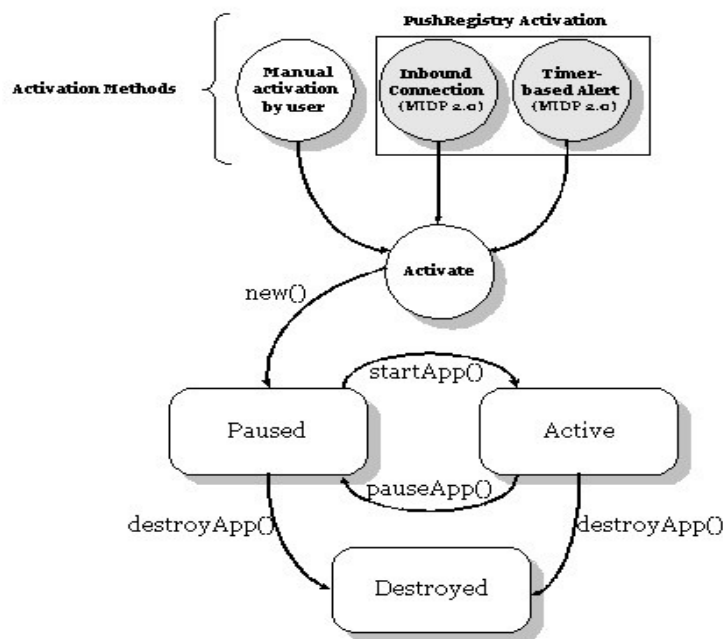 PushRegistry Activation
Activation Methods
Manual
activation
by user
Inbound
Connection
(MIDP 2.0)
Timer-
based Alert
(MIDP 2.0)
Activate
new()
startApp()
Paused
Active
pauseApp()
destroyApp()
destroyApp()
Destroyed